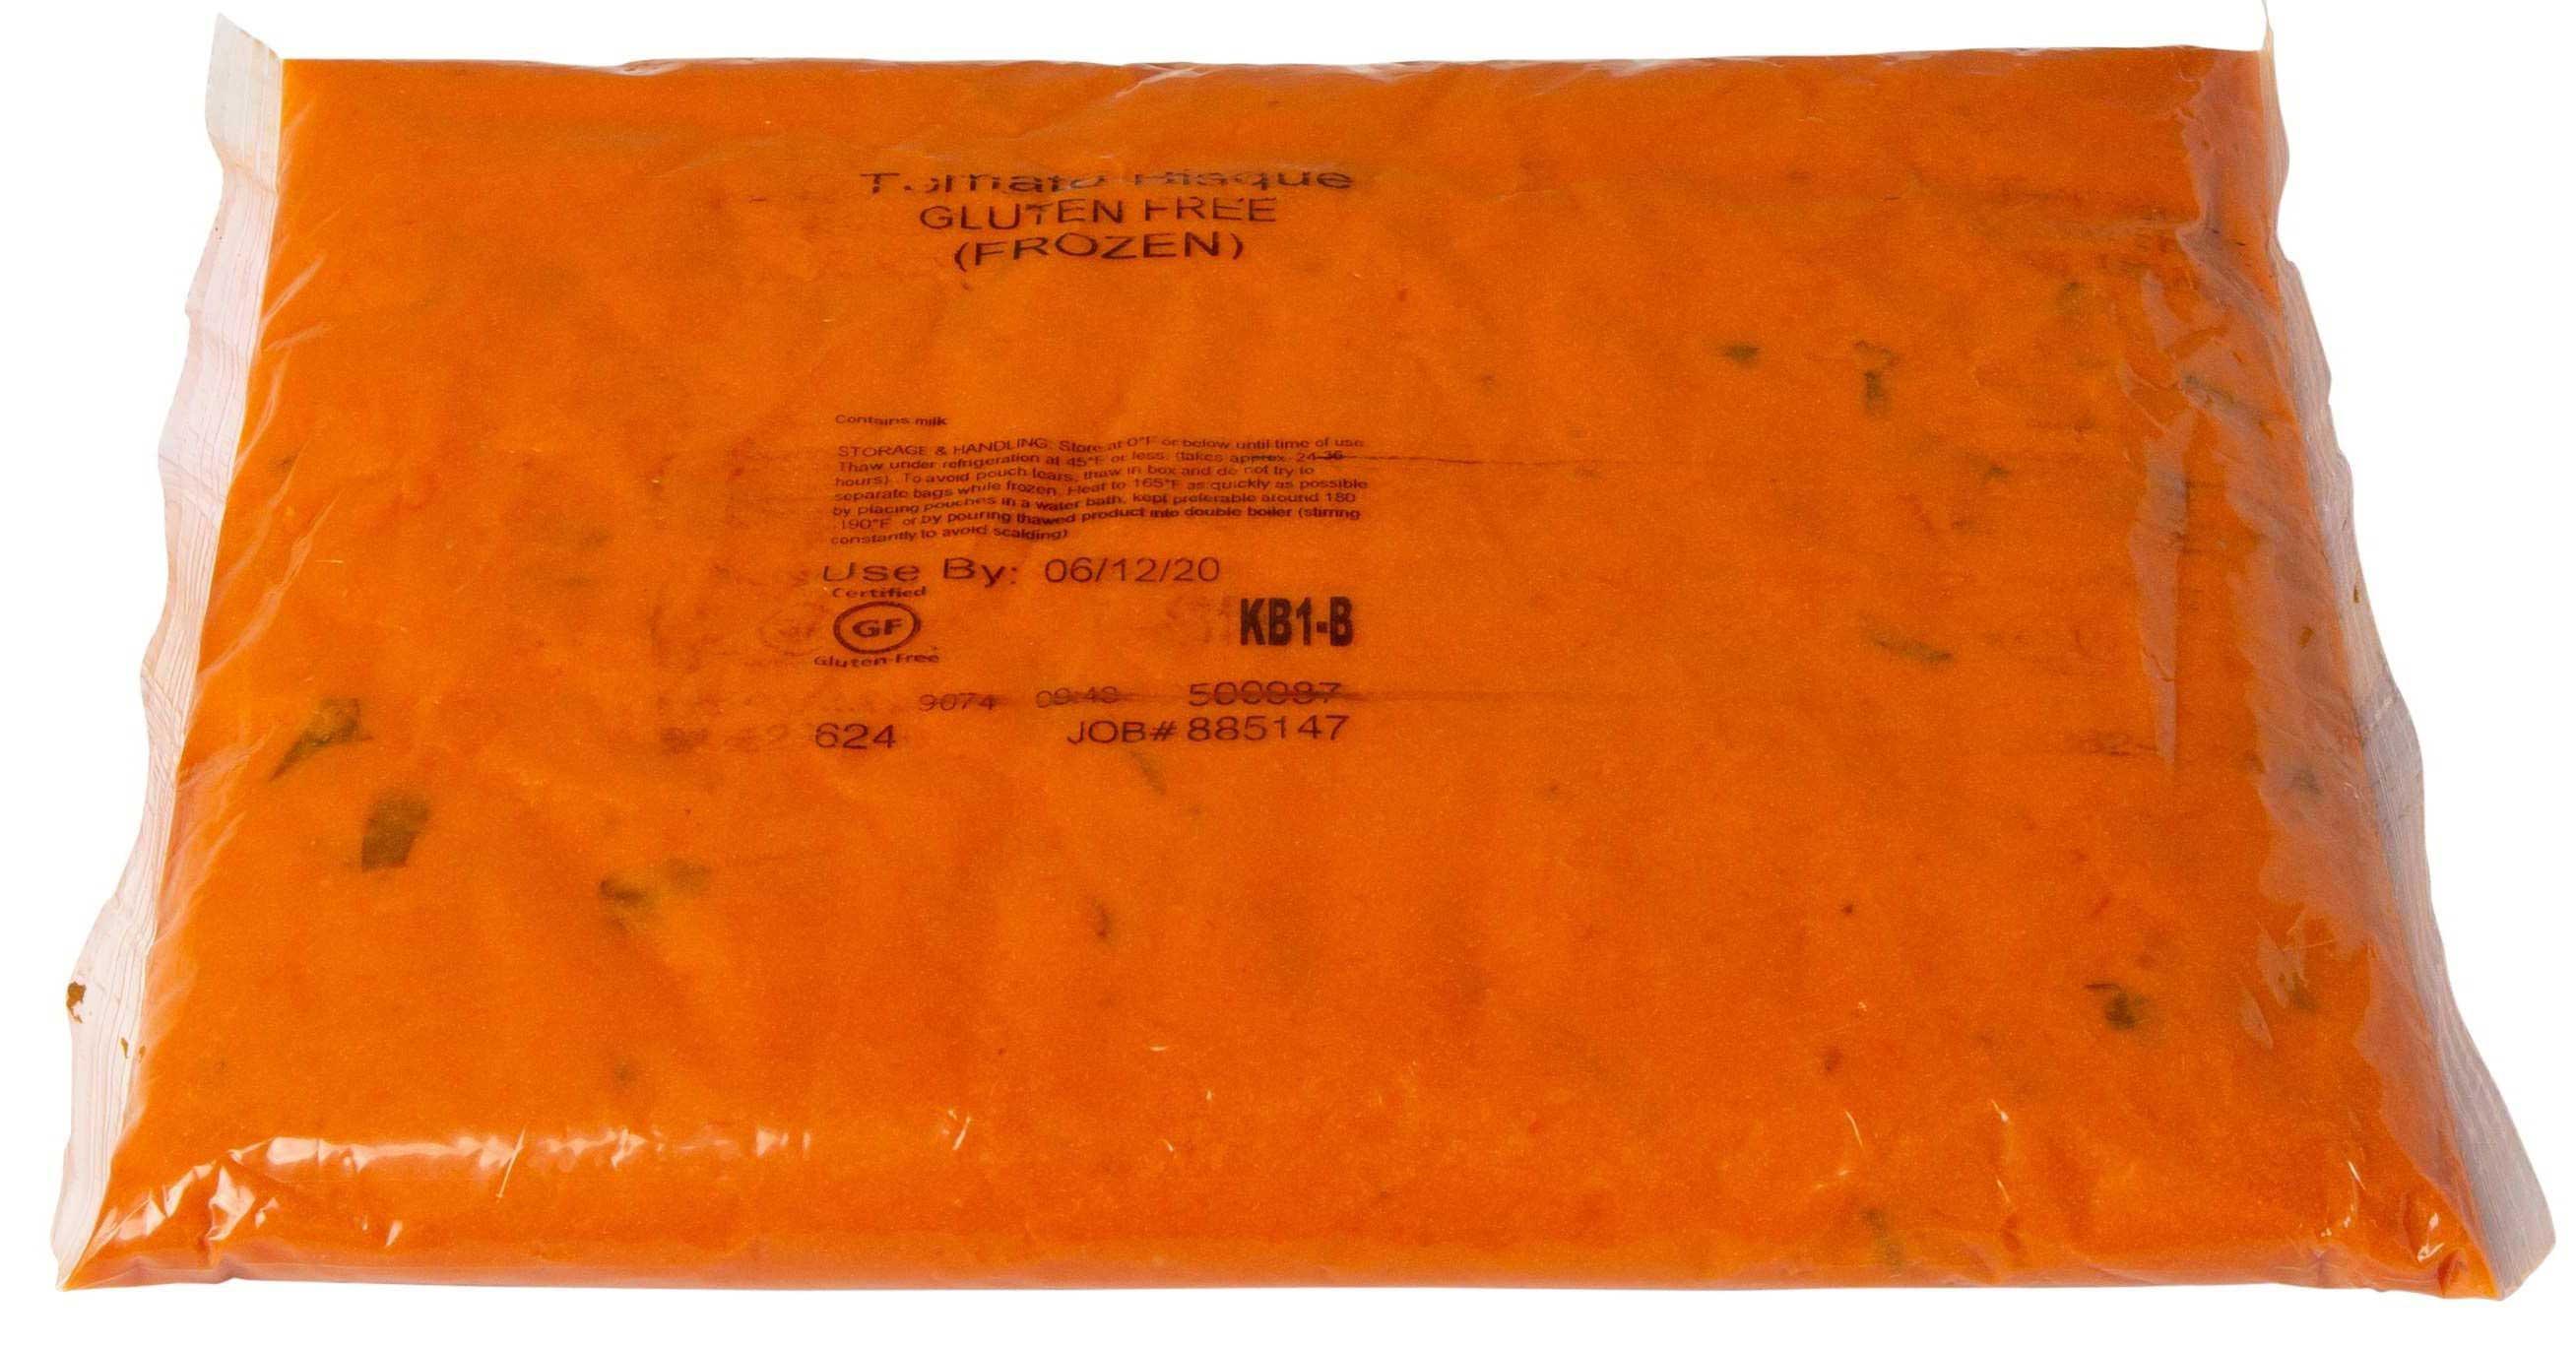 Tomato Bisque
GLUTEN FREE
(FROZEN)
Contains milk
STORAGE & HANDLING: Store at 0°F or below until time of use.
Thaw under refrigeration at 45°F or less. (takes approx. 24-36
hours). To avoid pouch tears, thaw in box and do not try to
separate bags while frozen. Heat to 165°F as quickly as possible
by placing pouches in a water bath, kept preferable around 180
-190°F or by pouring thawed product into double boiler (stirring
constantly to avoid scalding)
Use By: 06/12/20
Certified
GF
Gluten-Free
KB1-B
9074 09:48
624 JOB# 885147